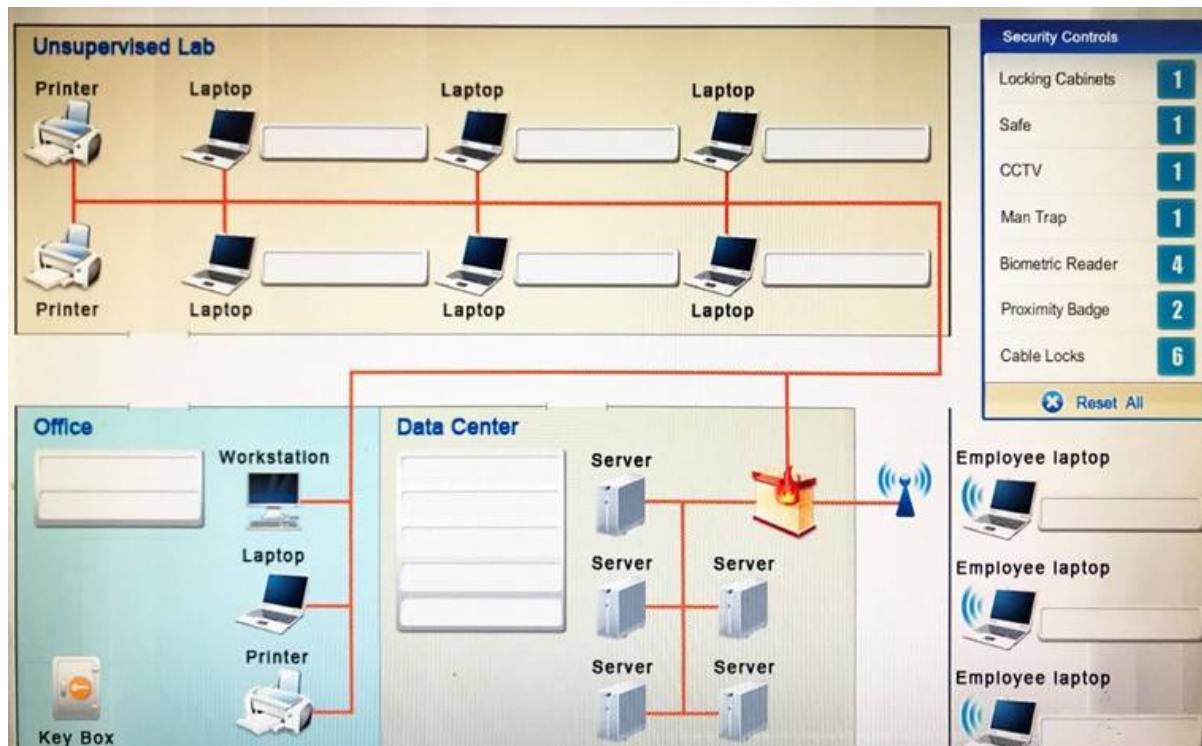 Unsupervised Lab
Printer
Laptop
Laptop
Laptop
Printer
Laptop
Laptop
Laptop
Security Controls
Locking Cabinets 1
Safe 1
CCTV 1
Man Trap 1
Biometric Reader 4
Proximity Badge 2
Cable Locks 6
Reset All
Office
Workstation
Laptop
Printer
Key Box
Data Center
Server
Server
Server
Server
Server
Employee laptop
Employee laptop
Employee laptop